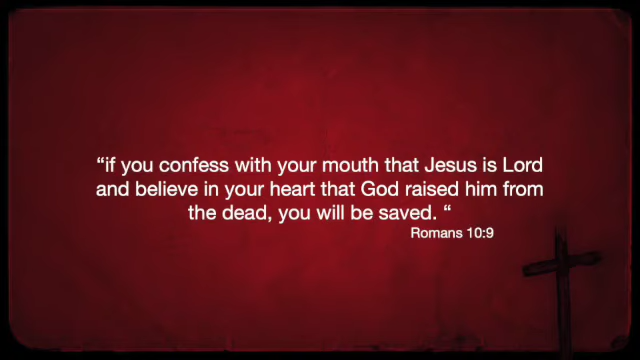 “if you confess with your mouth that Jesus is Lord
and believe in your heart that God raised him from
the dead, you will be saved. “
Romans 10:9